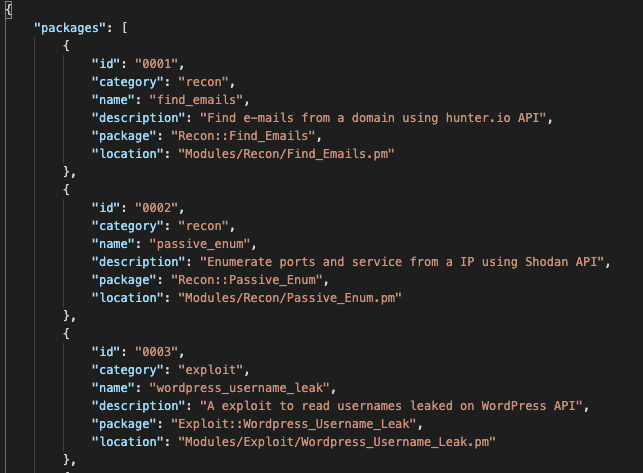 {
"packages": [
{
"id": "0001",
"category": "recon",
"name": "find_emails",
"description": "Find e-mails from a domain using hunter.io API",
"package": "Recon::Find_Emails",
"location": "Modules/Recon/Find_Emails.pm"
},
{
"id": "0002",
"category": "recon",
"name": "passive_enum",
"description": "Enumerate ports and service from a IP using Shodan API",
"package": "Recon::Passive_Enum",
"location": "Modules/Recon/Passive_Enum.pm"
},
{
"id": "0003",
"category": "exploit",
"name": "wordpress_username_leak",
"description": "A exploit to read usernames leaked on WordPress API",
"package": "Exploit::Wordpress_Username_Leak",
"location": "Modules/Exploit/Wordpress_Username_Leak.pm"
},